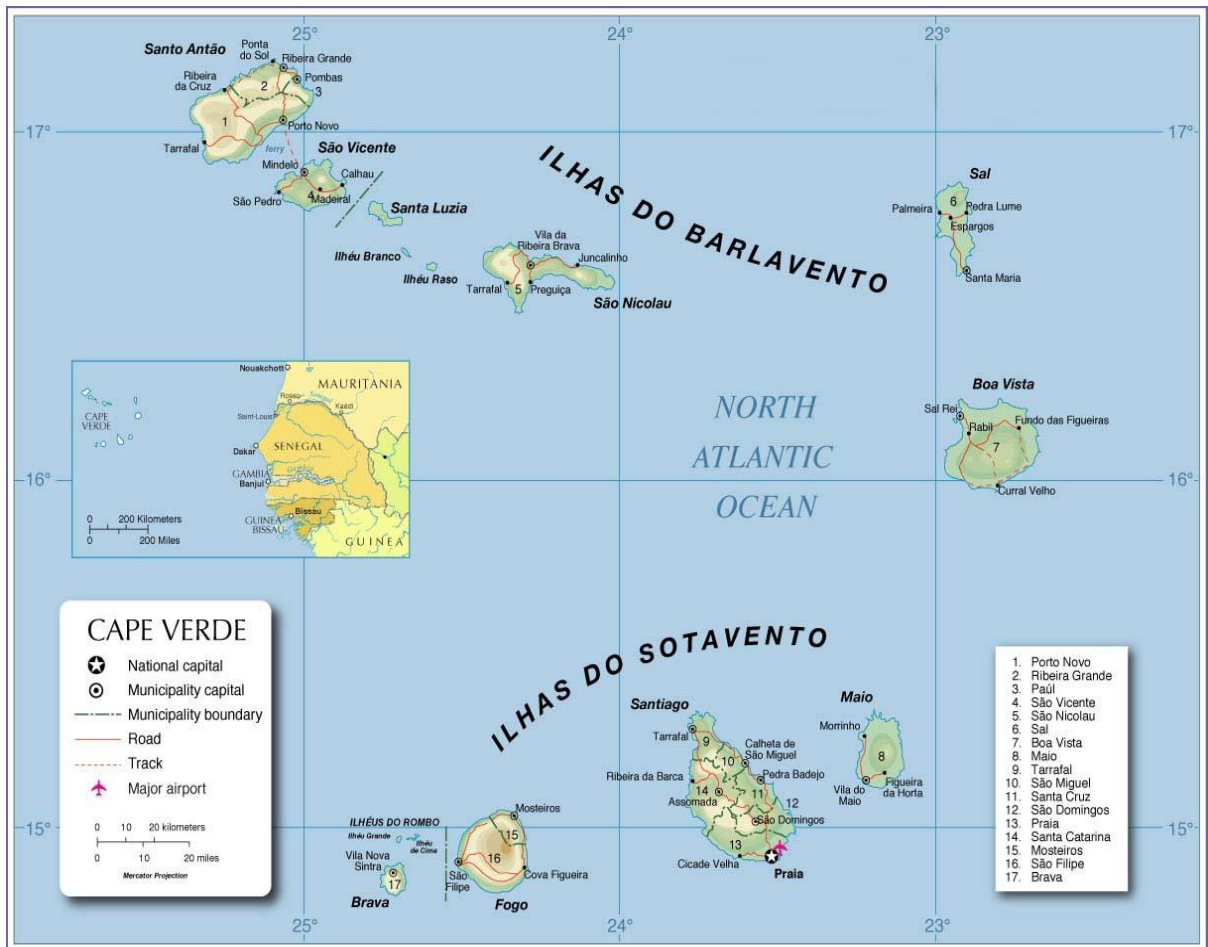 25°
24°
23°
Santo Antão
Ponta
do Sol
Ribeira Grande
Ribeira
da Cruz
Pombas
2
3
1
Porto Novo
17°
17°
Tarrafal
ferry
São Vicente
Mindelo
Calhau
4
São Pedro
Madeiral
Santa Luzia
ILHAS DO BARLAVENTO
Sal
6
Palmeira
Pedra Lume
Espargos
Santa Maria
Ilhéu Branco
Ilhéu Raso
Vila da
Ribeira Brava
Juncalinho
Tarrafal
5
Preguiça
São Nicolau
Nouakchott
MAURITANIA
Rosso
Senegal
Kaédi
Saint-Louis
CAPE
VERDE
Dakar
SENEGAL
GAMBIA
Gambia
Banjul
Bissau
GUINEA
BISSAU
GUINEA
0 200 Kilometers
0 200 Miles
NORTH
ATLANTIC
OCEAN
Boa Vista
Sal Rei
Rabil
Fundo das Figueiras
7
Curral Velho
16°
16°
CAPE VERDE
National capital
Municipality capital
Municipality boundary
Road
Track
Major airport
0 10 20 kilometers
0 10 20 miles
Mercator Projection
ILHAS DO SOTAVENTO
Santiago
Tarrafal
9
Calheta de
São Miguel
10
Ribeira da Barca
Pedra Badejo
14
11
Assomada
12
São Domingos
13
Cicade Velha
Praia
Maio
Morrinho
8
Vila do
Maio
Figueira
da Horta
ILHÉUS DO ROMBO
Ilhéu Grande
Ilhéu
de Cima
Vila Nova
Sintra
17
Brava
Mosteiros
15
16
São
Filipe
Cova Figueira
Fogo
15°
15°
1. Porto Novo
2. Ribeira Grande
3. Paúl
4. São Vicente
5. São Nicolau
6. Sal
7. Boa Vista
8. Maio
9. Tarrafal
10. São Miguel
11. Santa Cruz
12. São Domingos
13. Praia
14. Santa Catarina
15. Mosteiros
16. São Filipe
17. Brava
25°
24°
23°